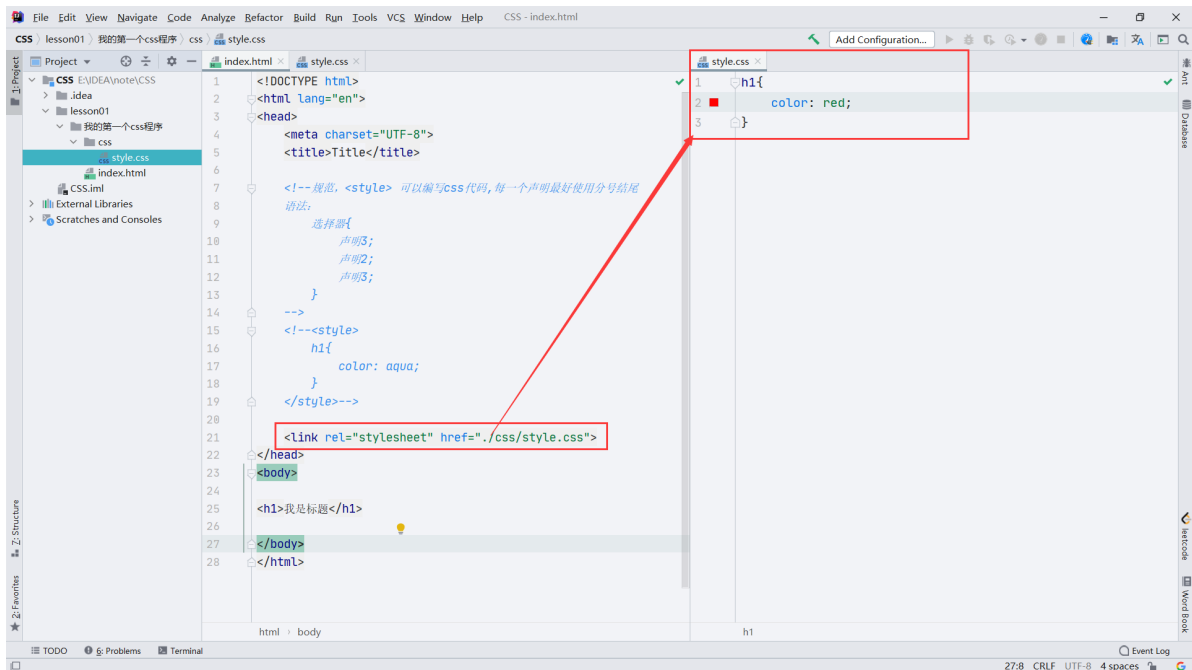 File Edit View Navigate Code Analyze Refactor Build Run Tools VCS Window Help CSS - index.html
CSS lesson01 我的第一个css程序 css style.css
Add Configuration...
1: Project
Project
CSS E:\IDEA\note\CSS
.idea
lesson01
我的第一个css程序
css
style.css
index.html
CSS.iml
External Libraries
Scratches and Consoles
7: Structure
2: Favorites
index.html style.css
1 <!DOCTYPE html>
2 <html lang="en">
3 <head>
4 <meta charset="UTF-8">
5 <title>Title</title>
6
7 <!--规范, <style> 可以编写css代码,每一个声明最好使用分号结尾
8 语法:
9 选择器{
10 声明3;
11 声明2;
12 声明3;
13 }
14 -->
15 <!--<style>
16 h1{
17 color: aqua;
18 }
19 </style>-->
20
21 <link rel="stylesheet" href="./css/style.css">
22 </head>
23 <body>
24
25 <h1>我是标题</h1>
26
27 </body>
28 </html>
html body
style.css
1 h1{
2 color: red;
3 }
h1
Ant
Database
leetcode
Word Book
TODO 6: Problems Terminal Event Log
27:8 CRLF UTF-8 4 spaces